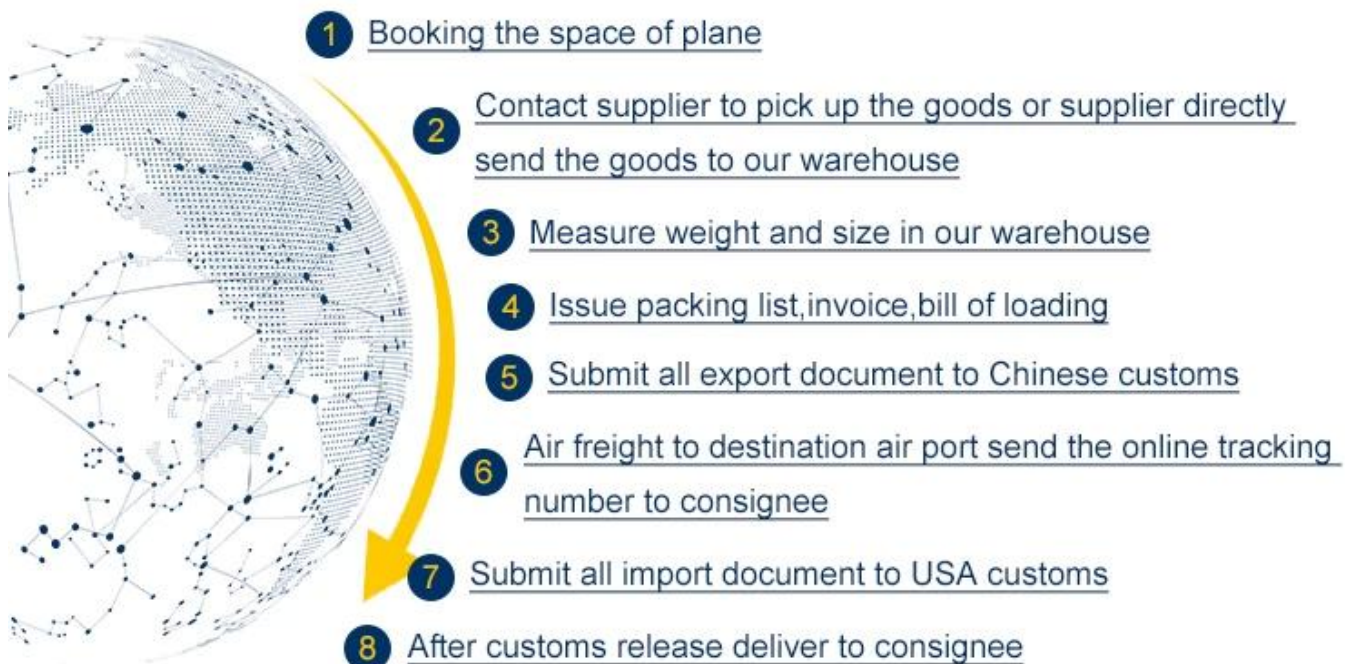 1 Booking the space of plane
2 Contact supplier to pick up the goods or supplier directly
send the goods to our warehouse
3 Measure weight and size in our warehouse
4 Issue packing list,invoice,bill of loading
5 Submit all export document to Chinese customs
6 Air freight to destination air port send the online tracking
number to consignee
7 Submit all import document to USA customs
8 After customs release deliver to consignee